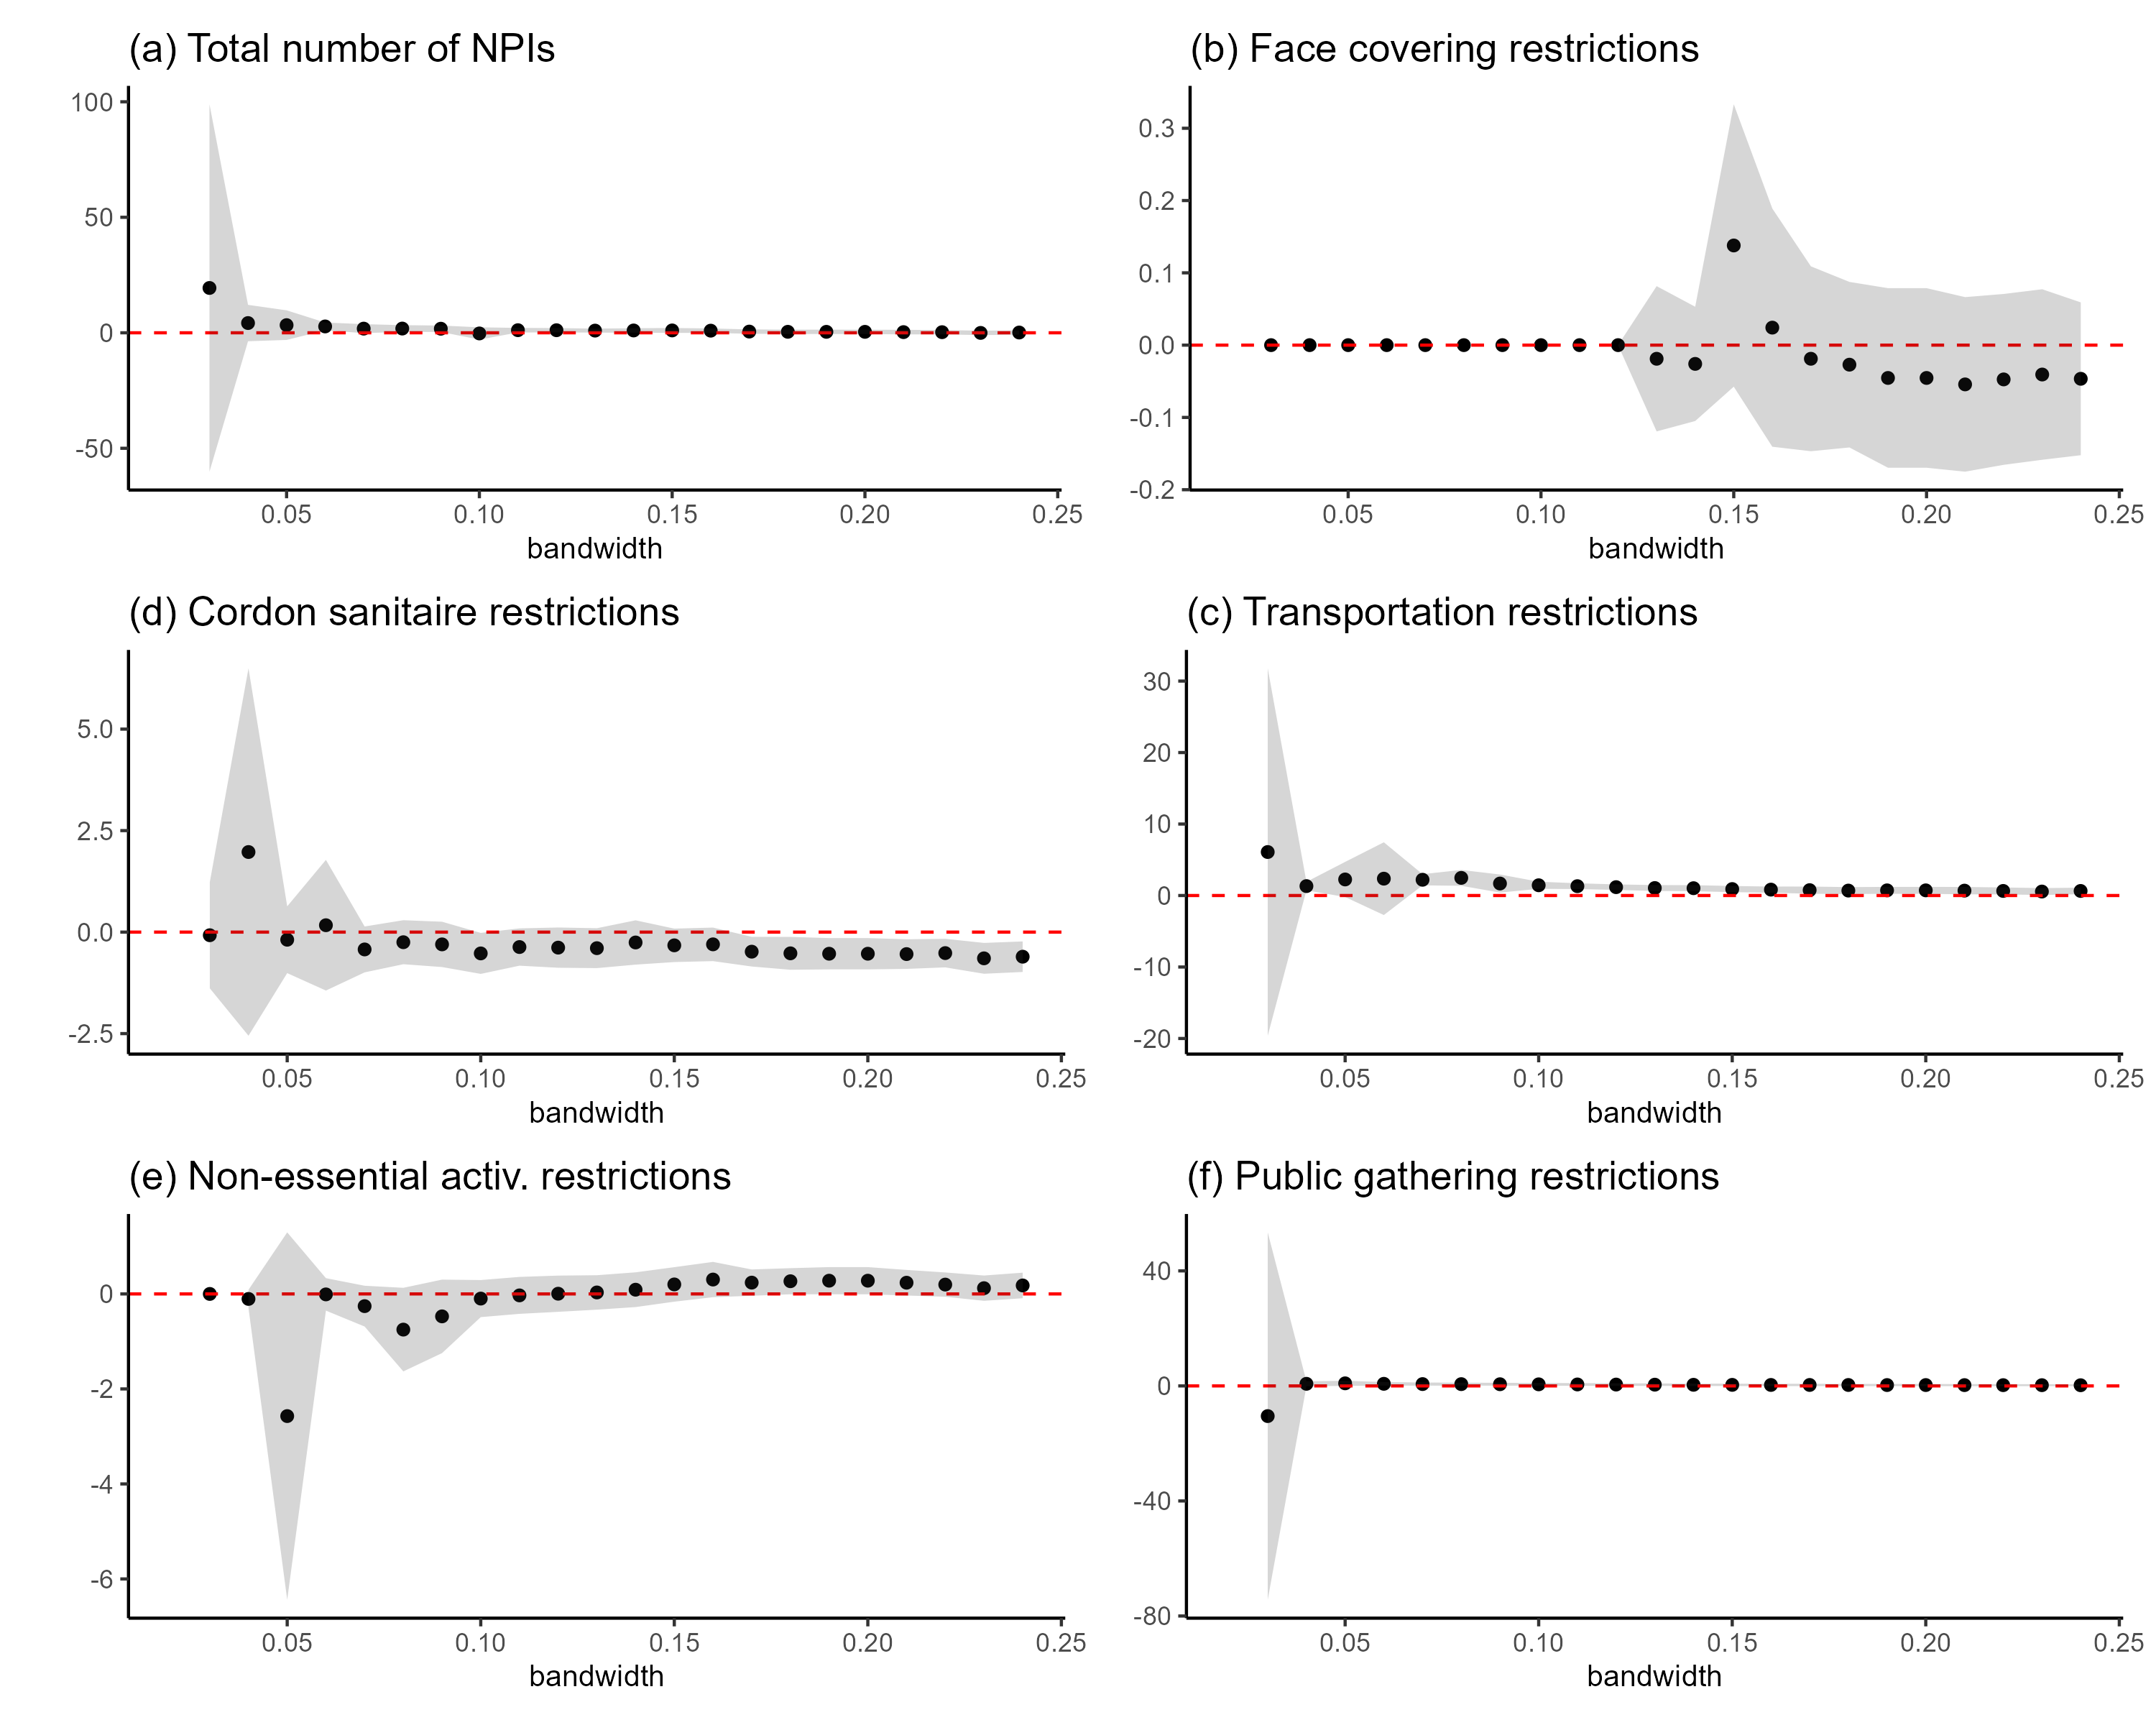 (a) Total number of NPIs
100
50
0
-50
0.05 0.10 0.15 0.20 0.25
bandwidth
(b) Face covering restrictions
0.3
0.2
0.1
0.0
-0.1
-0.2
0.05 0.10 0.15 0.20 0.25
bandwidth
(d) Cordon sanitaire restrictions
5.0
2.5
0.0
-2.5
0.05 0.10 0.15 0.20 0.25
bandwidth
(c) Transportation restrictions
30
20
10
0
-10
-20
0.05 0.10 0.15 0.20 0.25
bandwidth
(e) Non-essential activ. restrictions
0
-2
-4
-6
0.05 0.10 0.15 0.20 0.25
bandwidth
(f) Public gathering restrictions
40
0
-40
-80
0.05 0.10 0.15 0.20 0.25
bandwidth